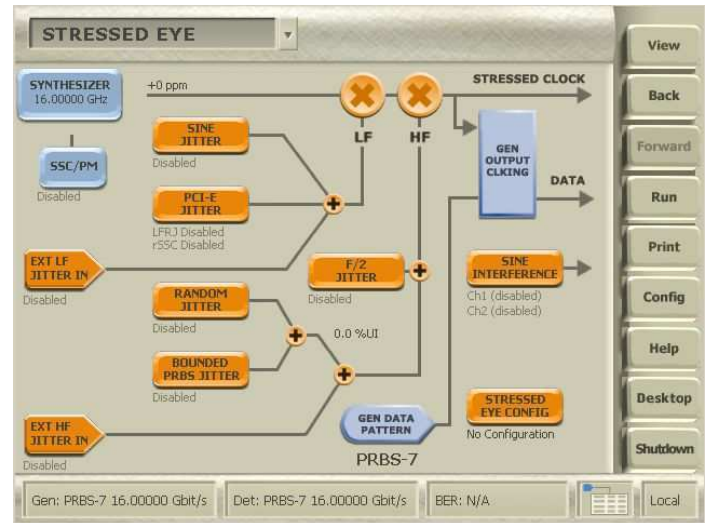 STRESSED EYE
View
Back
Forward
Run
Print
Config
Help
Desktop
Shutdown
SYNTHESIZER
16.00000 GHz
+0 ppm
STRESSED CLOCK
SSC/PM
Disabled
SINE
JITTER
Disabled
LF
HF
GEN
OUTPUT
CLKING
DATA
PCI-E
JITTER
LFRJ Disabled
rSSC Disabled
EXT LF
JITTER IN
Disabled
F/2
JITTER
Disabled
SINE
INTERFERENCE
Ch1 (disabled)
Ch2 (disabled)
RANDOM
JITTER
Disabled
0.0 %UI
BOUNDED
PRBS JITTER
Disabled
EXT HF
JITTER IN
Disabled
GEN DATA
PATTERN
PRBS-7
STRESSED
EYE CONFIG
No Configuration
Gen: PRBS-7 16.00000 Gbit/s
Det: PRBS-7 16.00000 Gbit/s
BER: N/A
Local